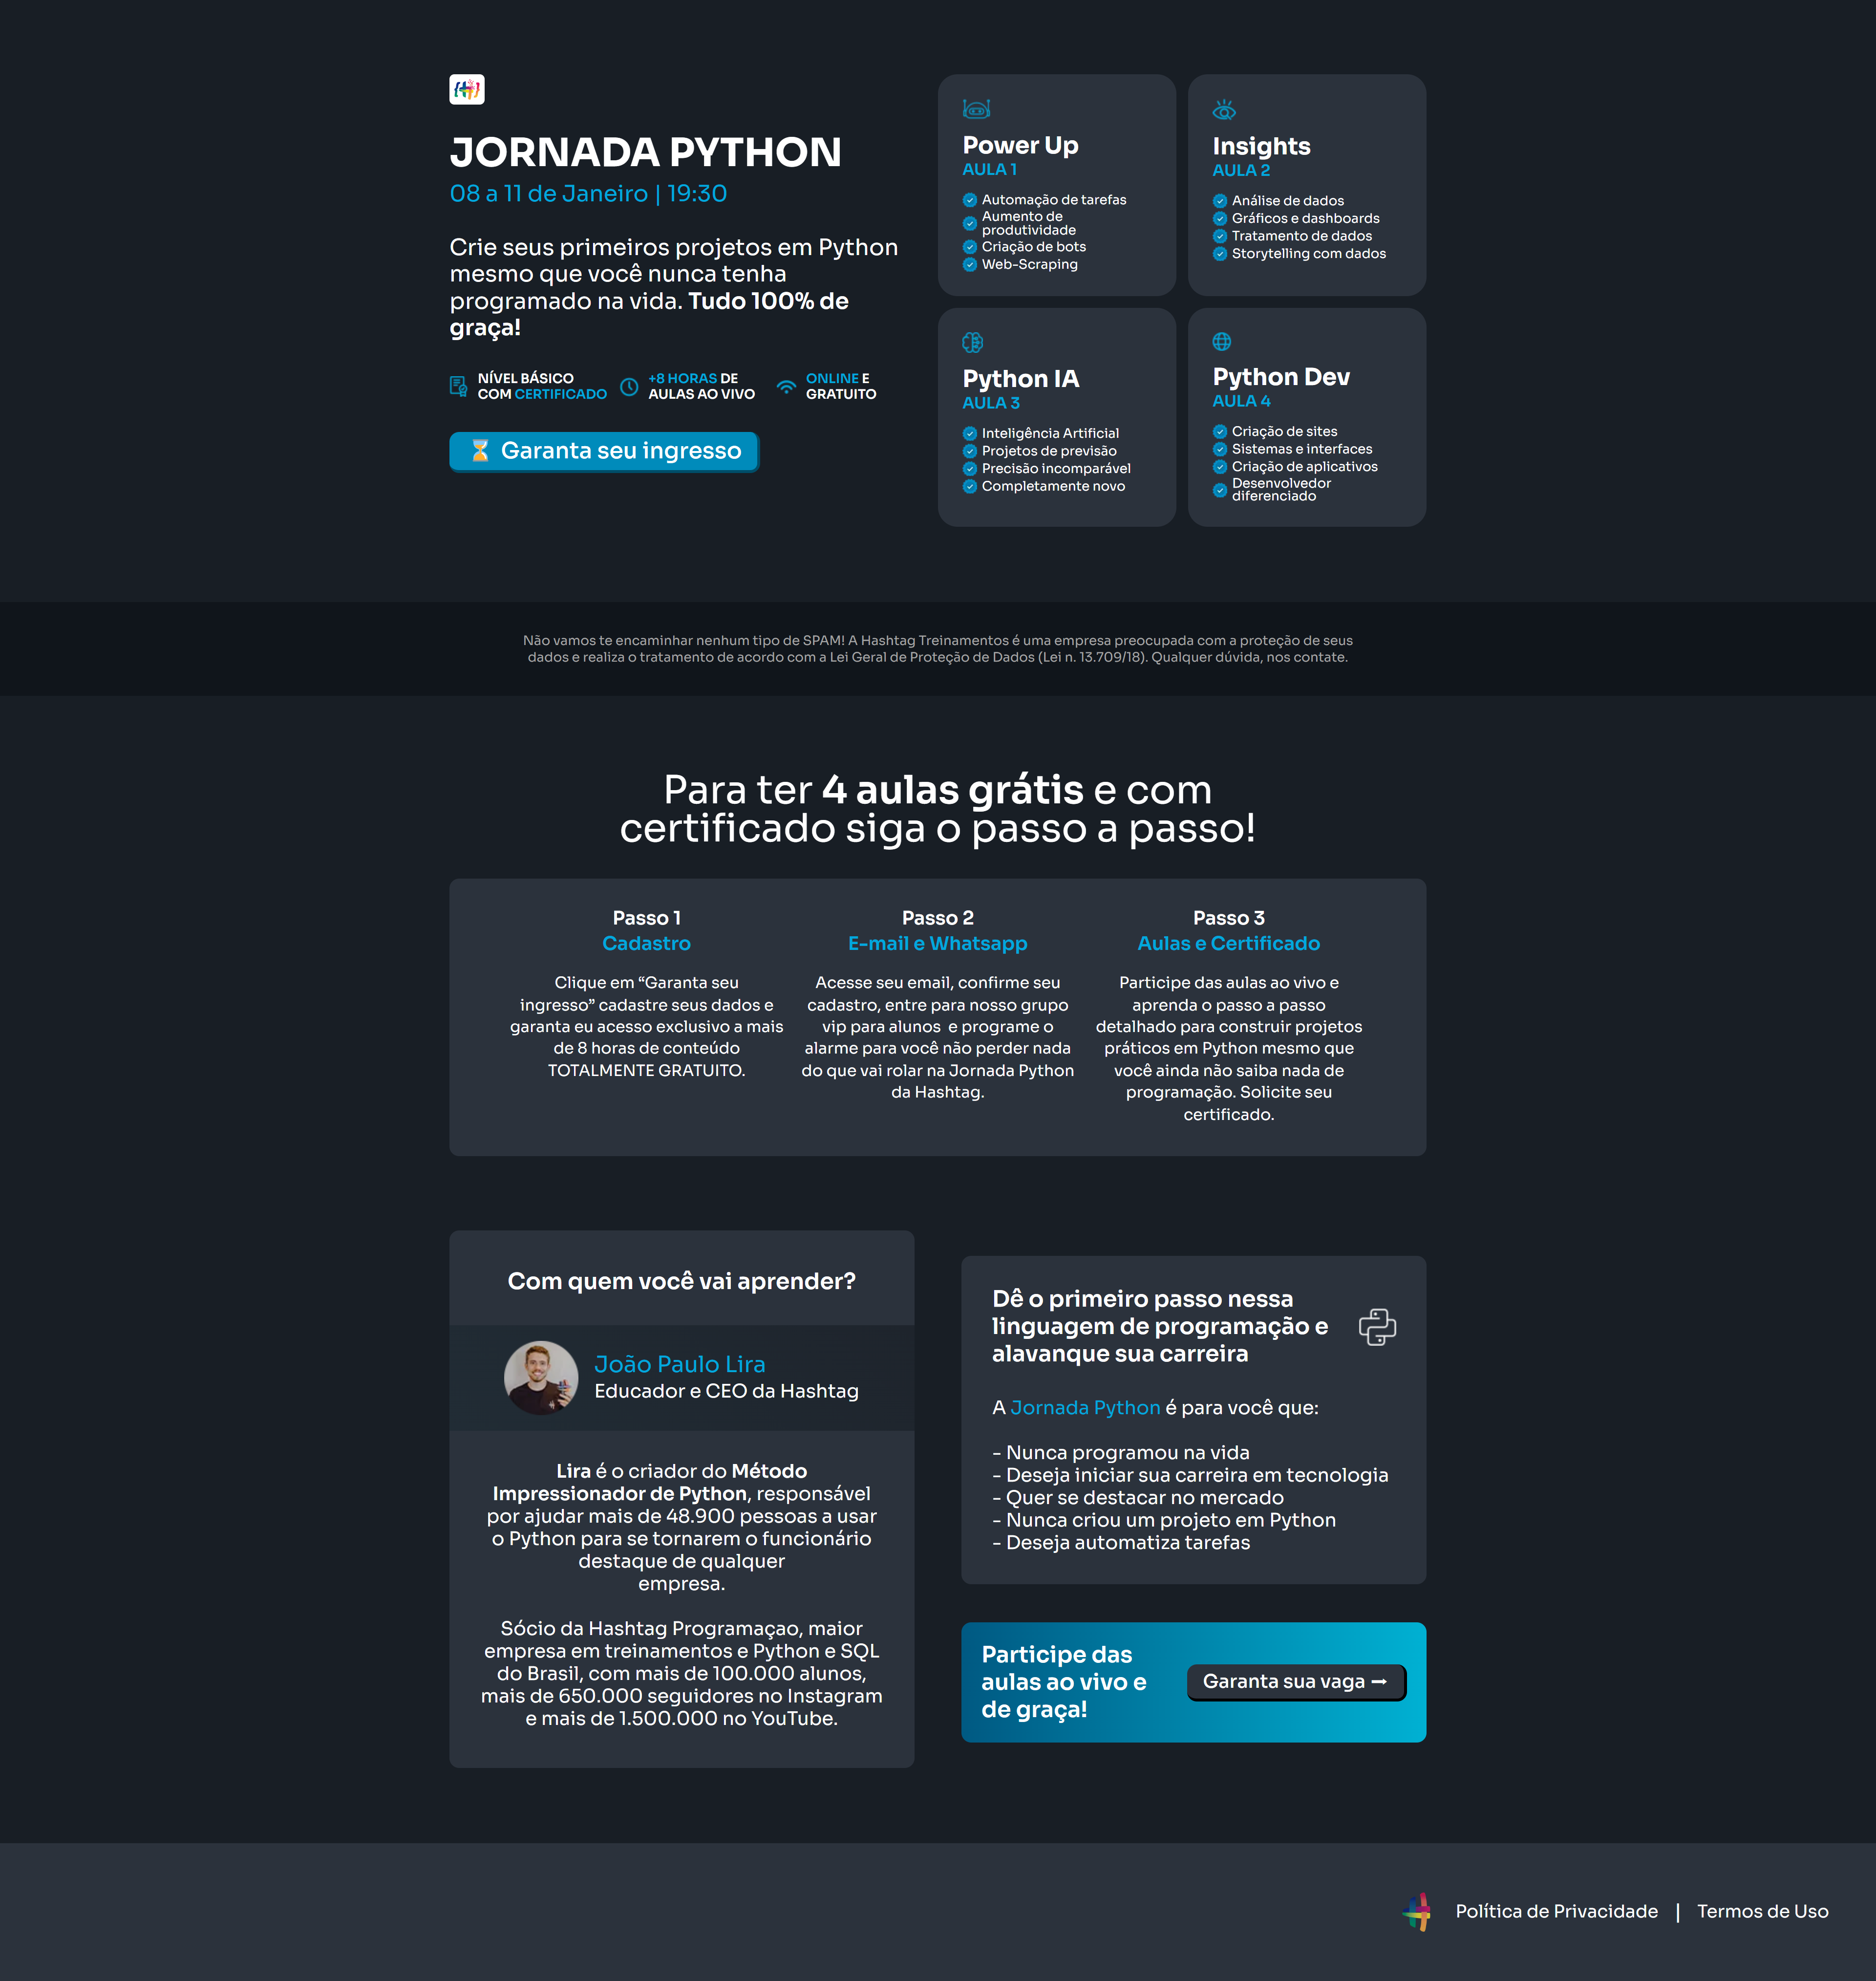 JORNADA PYTHON
08 a 11 de Janeiro | 19:30
Crie seus primeiros projetos em Python
mesmo que você nunca tenha
programado na vida. Tudo 100% de
graça!
NÍVEL BÁSICO
COM CERTIFICADO
+8 HORAS DE
AULAS AO VIVO
ONLINE E
GRATUITO
Garanta seu ingresso
Power Up
AULA 1
Automação de tarefas
Aumento de
produtividade
Criação de bots
Web-Scraping
Insights
AULA 2
Análise de dados
Gráficos e dashboards
Tratamento de dados
Storytelling com dados
Python IA
AULA 3
Inteligência Artificial
Projetos de previsão
Precisão incomparável
Completamente novo
Python Dev
AULA 4
Criação de sites
Sistemas e interfaces
Criação de aplicativos
Desenvolvedor
diferenciado
Não vamos te encaminhar nenhum tipo de SPAM! A Hashtag Treinamentos é uma empresa preocupada com a proteção de seus
dados e realiza o tratamento de acordo com a Lei Geral de Proteção de Dados (Lei n. 13.709/18). Qualquer dúvida, nos contate.
Para ter 4 aulas grátis e com
certificado siga o passo a passo!
Passo 1
Cadastro
Clique em “Garanta seu
ingresso” cadastre seus dados e
garanta eu acesso exclusivo a mais
de 8 horas de conteúdo
TOTALMENTE GRATUITO.
Passo 2
E-mail e Whatsapp
Acesse seu email, confirme seu
cadastro, entre para nosso grupo
vip para alunos e programe o
alarme para você não perder nada
do que vai rolar na Jornada Python
da Hashtag.
Passo 3
Aulas e Certificado
Participe das aulas ao vivo e
aprenda o passo a passo
detalhado para construir projetos
práticos em Python mesmo que
você ainda não saiba nada de
programação. Solicite seu
certificado.
Com quem você vai aprender?
João Paulo Lira
Educador e CEO da Hashtag
Lira é o criador do Método
Impressionador de Python, responsável
por ajudar mais de 48.900 pessoas a usar
o Python para se tornarem o funcionário
destaque de qualquer
empresa.
Sócio da Hashtag Programaçao, maior
empresa em treinamentos e Python e SQL
do Brasil, com mais de 100.000 alunos,
mais de 650.000 seguidores no Instagram
e mais de 1.500.000 no YouTube.
Dê o primeiro passo nessa
linguagem de programação e
alavanque sua carreira
A Jornada Python é para você que:
- Nunca programou na vida
- Deseja iniciar sua carreira em tecnologia
- Quer se destacar no mercado
- Nunca criou um projeto em Python
- Deseja automatiza tarefas
Participe das
aulas ao vivo e
de graça!
Garanta sua vaga ➞
Política de Privacidade | Termos de Uso